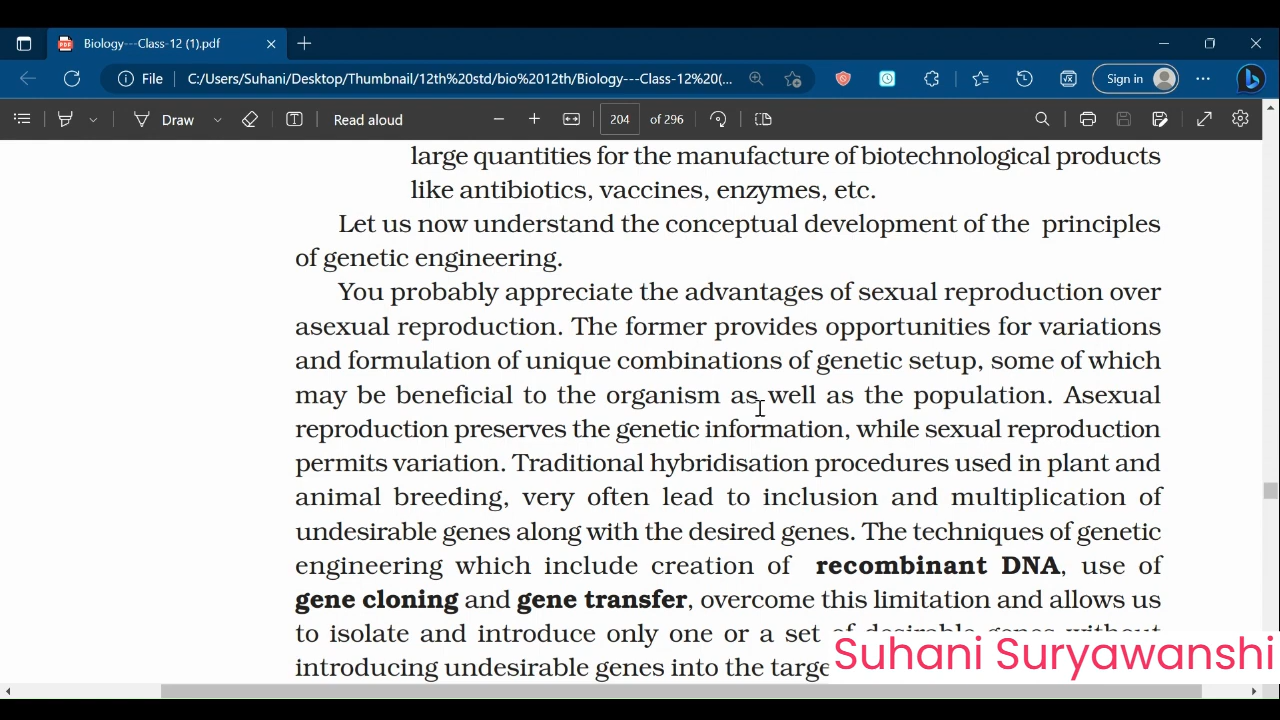 Biology---Class-12 (1).pdf
File
C:/Users/Suhani/Desktop/Thumbnail/12th%20std/bio%2012th/Biology---Class-12%20(...
Sign in
Draw
Read aloud
204 of 296
large quantities for the manufacture of biotechnological products
like antibiotics, vaccines, enzymes, etc.
Let us now understand the conceptual development of the principles
of genetic engineering.
You probably appreciate the advantages of sexual reproduction over
asexual reproduction. The former provides opportunities for variations
and formulation of unique combinations of genetic setup, some of which
may be beneficial to the organism as well as the population. Asexual
reproduction preserves the genetic information, while sexual reproduction
permits variation. Traditional hybridisation procedures used in plant and
animal breeding, very often lead to inclusion and multiplication of
undesirable genes along with the desired genes. The techniques of genetic
engineering which include creation of recombinant DNA, use of
gene cloning and gene transfer, overcome this limitation and allows us
to isolate and introduce only one or a set
introducing undesirable genes into the targe
Suhani Suryawanshi